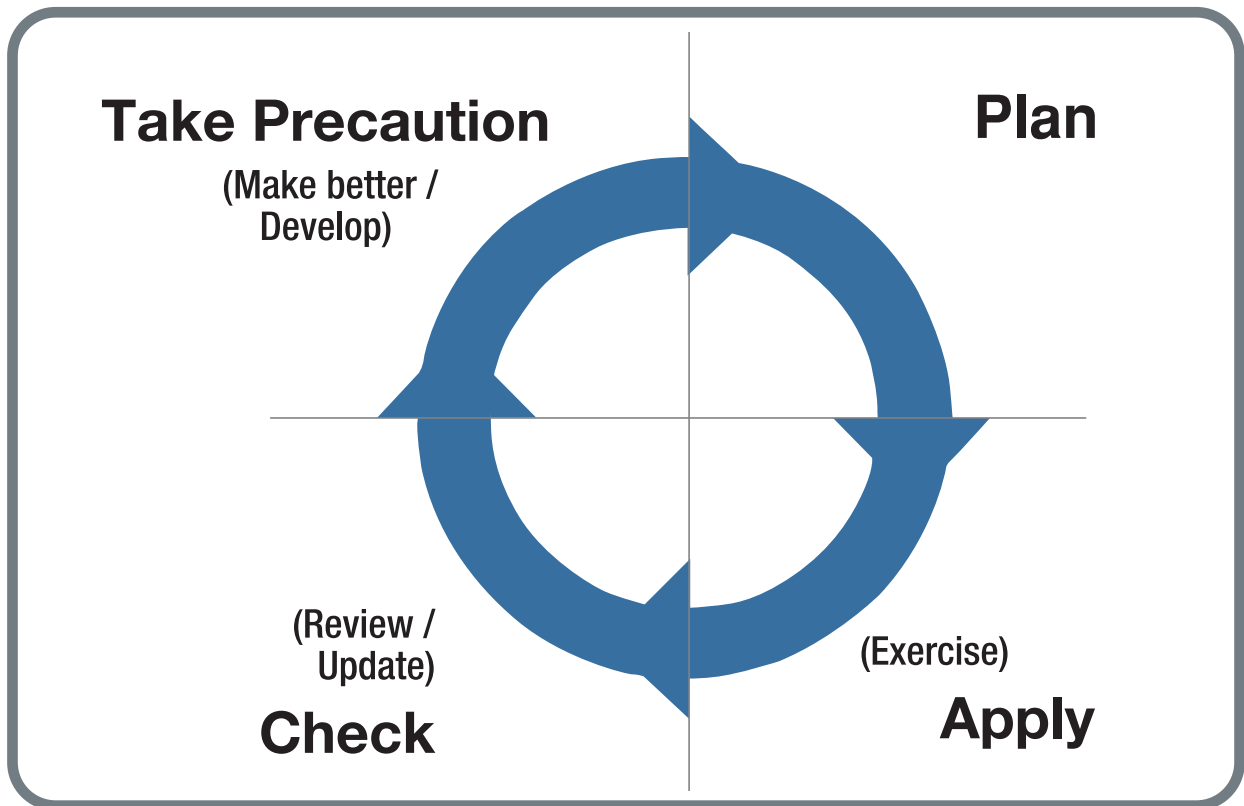 Take Precaution
(Make better /
Develop)
Plan
(Review /
Update)
Check
(Exercise)
Apply